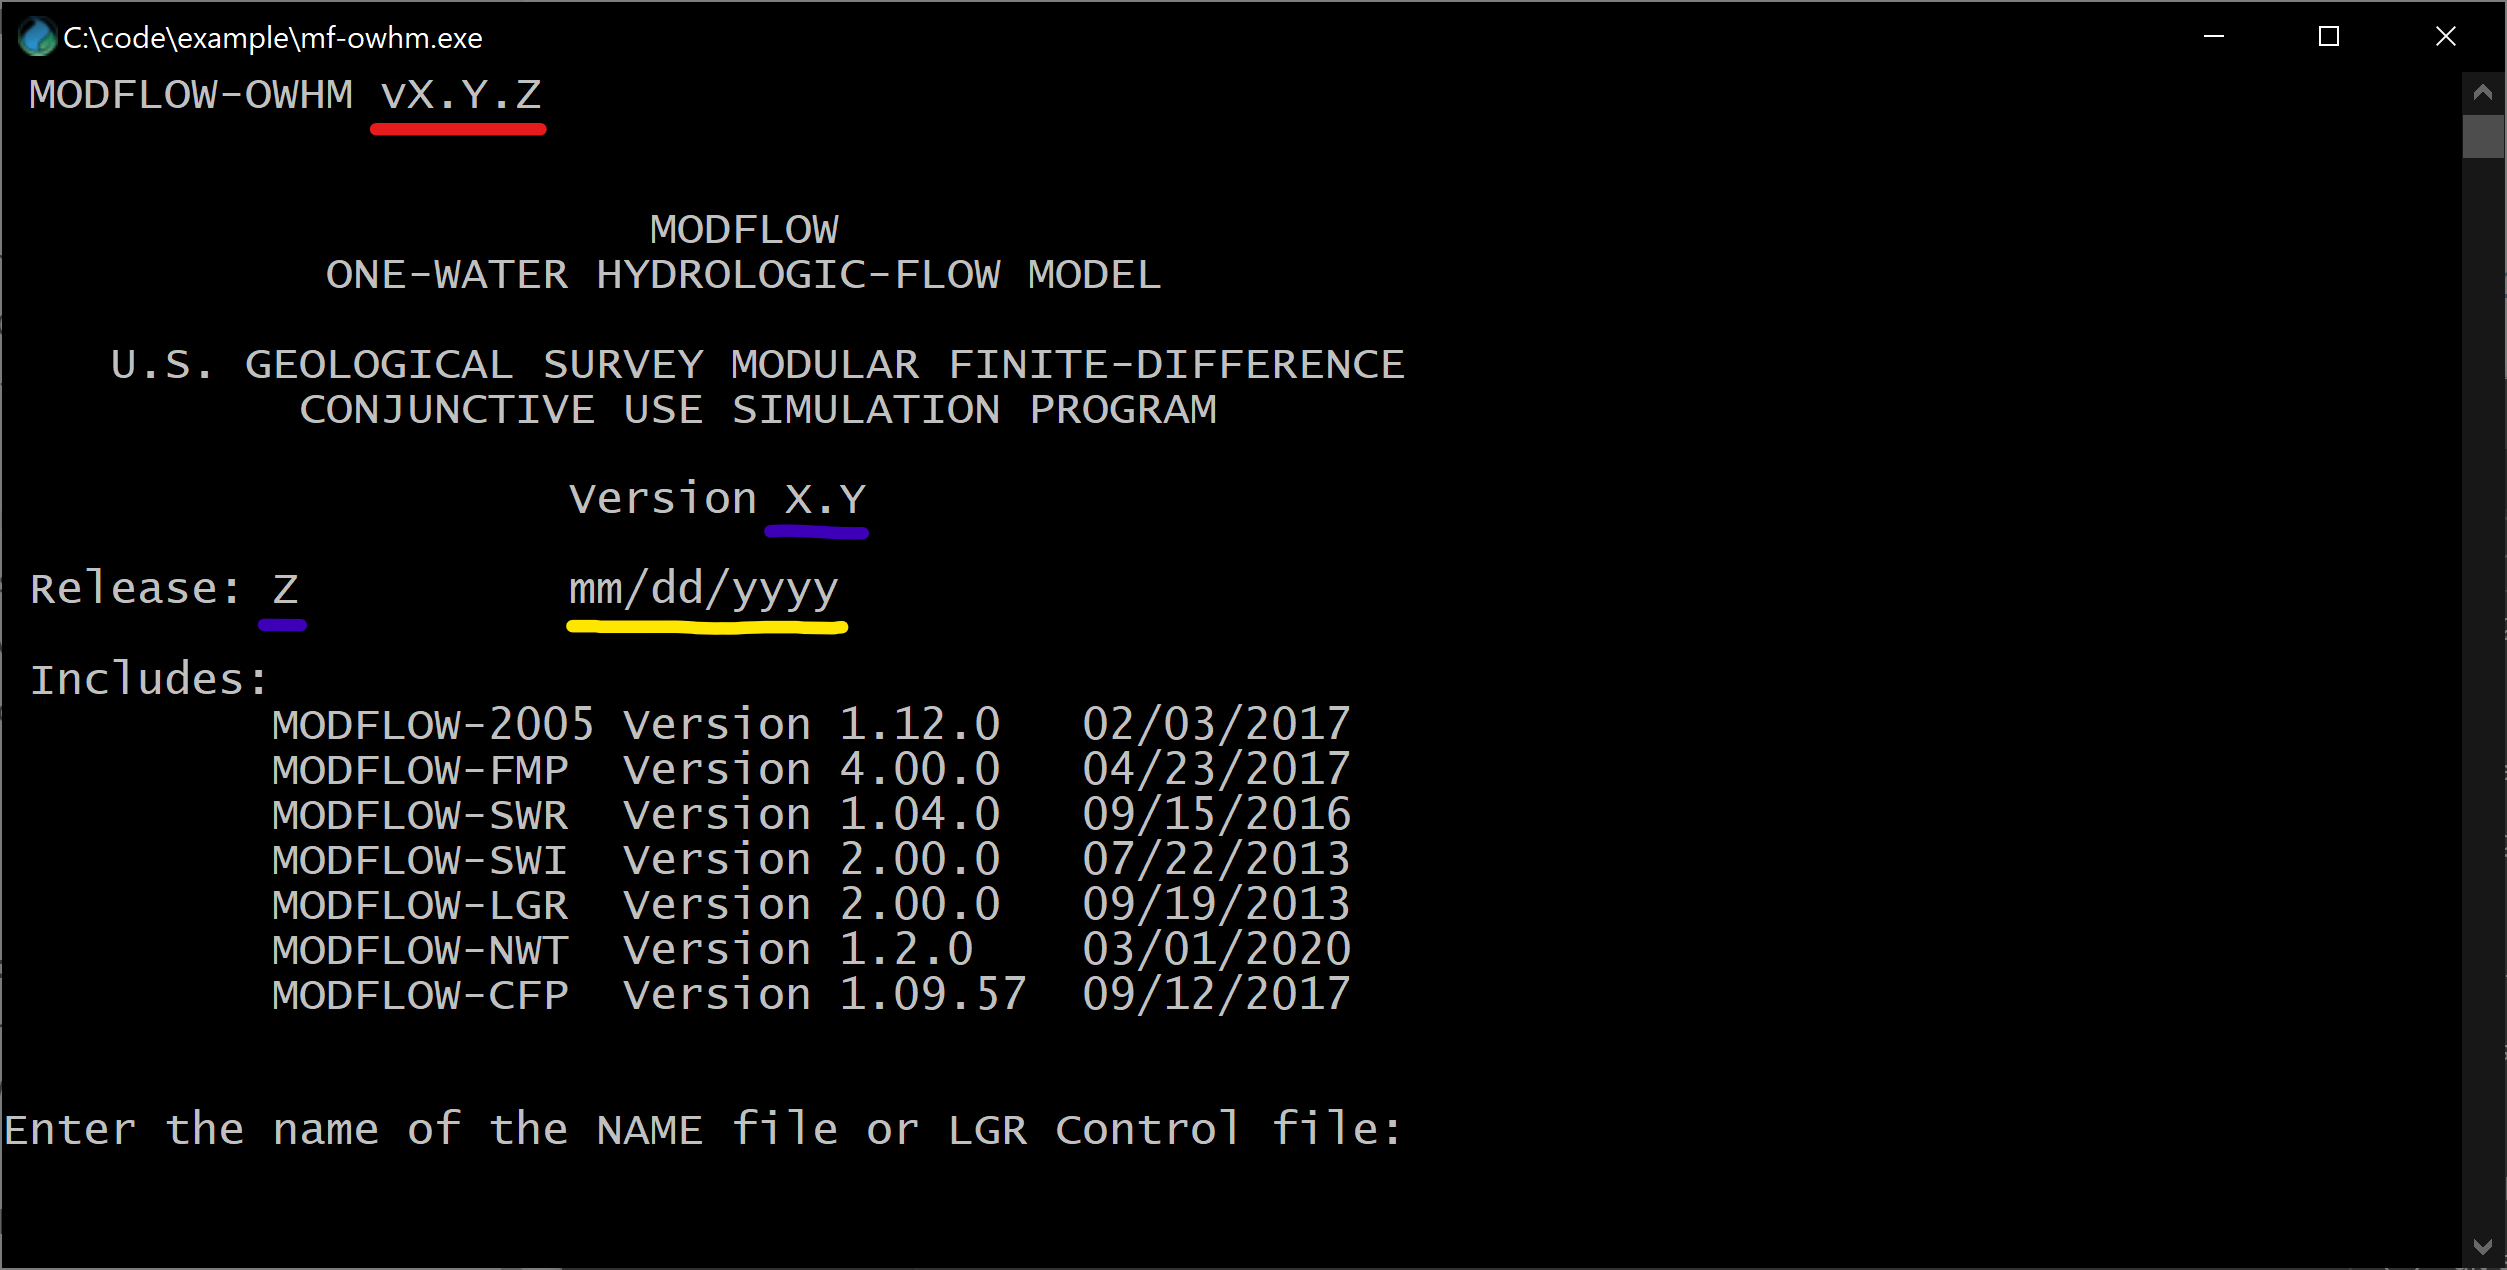 C:\code\example\mf-owhm.exe
MODFLOW-OWHM vX.Y.Z
MODFLOW
ONE-WATER HYDROLOGIC-FLOW MODEL
U.S. GEOLOGICAL SURVEY MODULAR FINITE-DIFFERENCE
CONJUNCTIVE USE SIMULATION PROGRAM
Version X.Y
Release: Z mm/dd/yyyy
Includes:
MODFLOW-2005 Version 1.12.0 02/03/2017
MODFLOW-FMP Version 4.00.0 04/23/2017
MODFLOW-SWR Version 1.04.0 09/15/2016
MODFLOW-SWI Version 2.00.0 07/22/2013
MODFLOW-LGR Version 2.00.0 09/19/2013
MODFLOW-NWT Version 1.2.0 03/01/2020
MODFLOW-CFP Version 1.09.57 09/12/2017
Enter the name of the NAME file or LGR Control file: